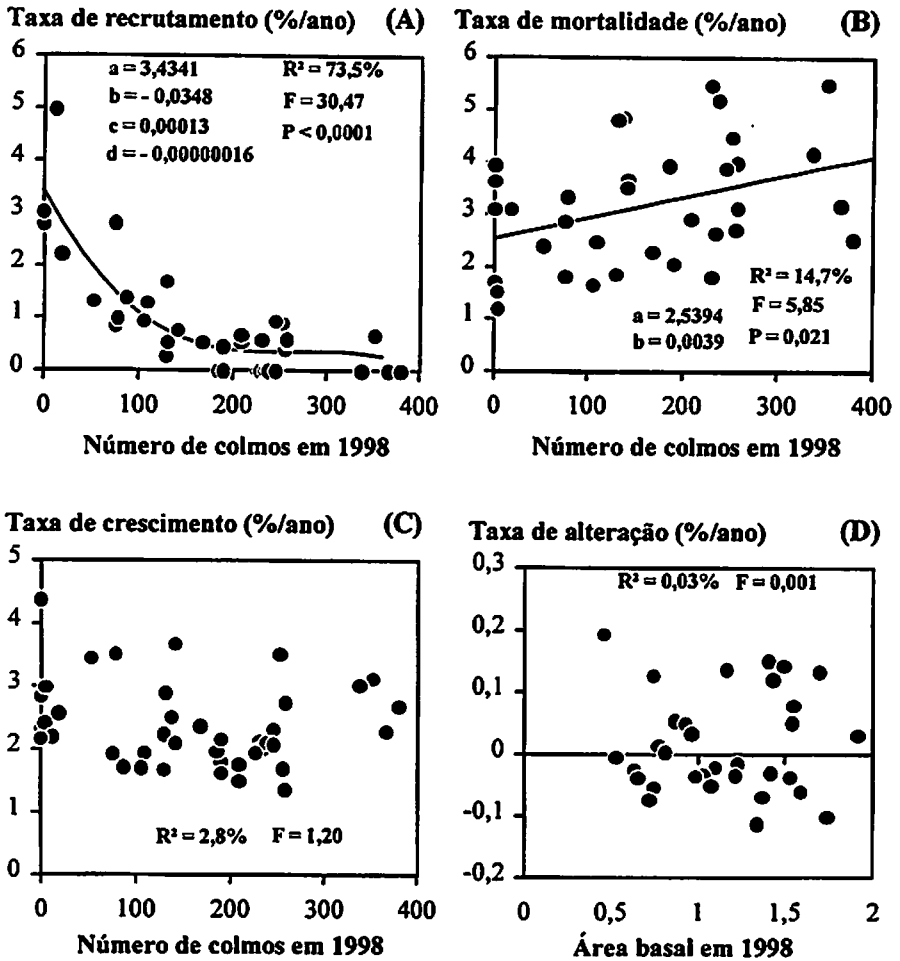 Taxa de recrutamento (%/ano) (A)
6
5
4
3
2
1
0
a = 3,4341
b = - 0,0348
c = 0,00013
d = - 0,00000016
R² = 73,5%
F = 30,47
P < 0,0001
0 100 200 300 400
Número de colmos em 1998
Taxa de mortalidade (%/ano) (B)
6
5
4
3
2
1
0
R² = 14,7%
a = 2,5394 F = 5,85
b = 0,0039 P = 0,021
0 100 200 300 400
Número de colmos em 1998
Taxa de crescimento (%/ano) (C)
5
4
3
2
1
0
R² = 2,8% F = 1,20
0 100 200 300 400
Número de colmos em 1998
Taxa de alteração (%/ano) (D)
0,3
0,2
0,1
0
-0,1
-0,2
R² = 0,03% F = 0,001
0 0,5 1 1,5 2
Área basal em 1998